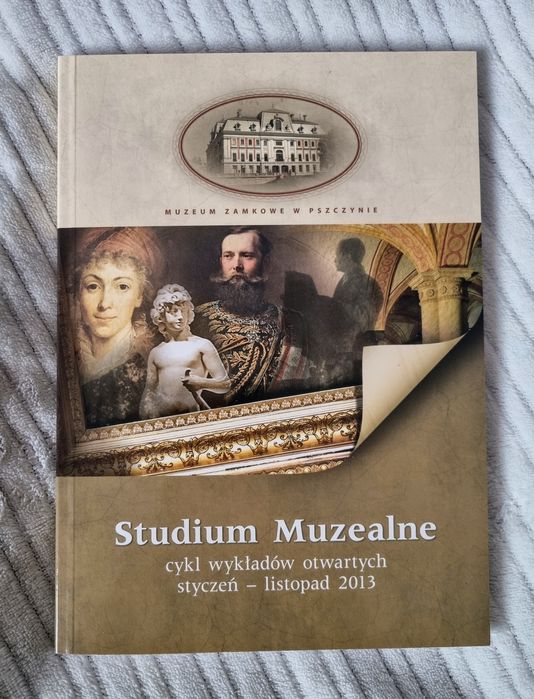 MUZEUM ZAMKOWE W PSZCZYNIE
Studium Muzealne
cykl wykładów otwartych
styczeń – listopad 2013